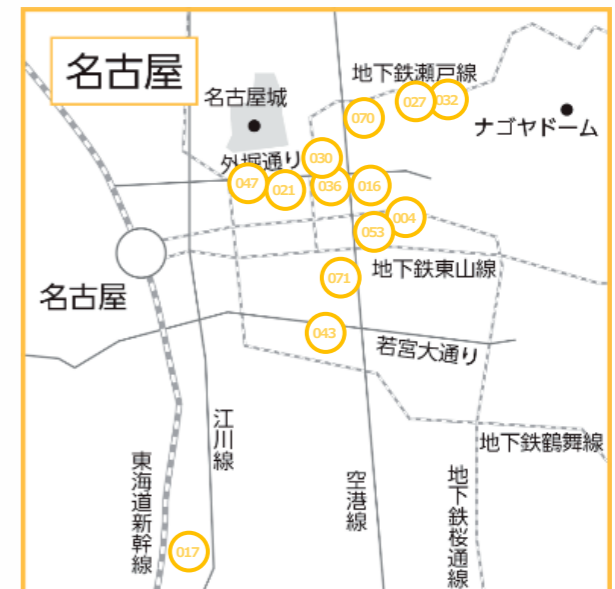 名古屋
地下鉄瀬戸線
名古屋城
027
032
070
ナゴヤドーム
外堀通り
030
047
021
036
016
004
053
地下鉄東山線
名古屋
071
043
若宮大通り
江川線
地下鉄鶴舞線
東海道新幹線
空港線
地下鉄桜通線
017